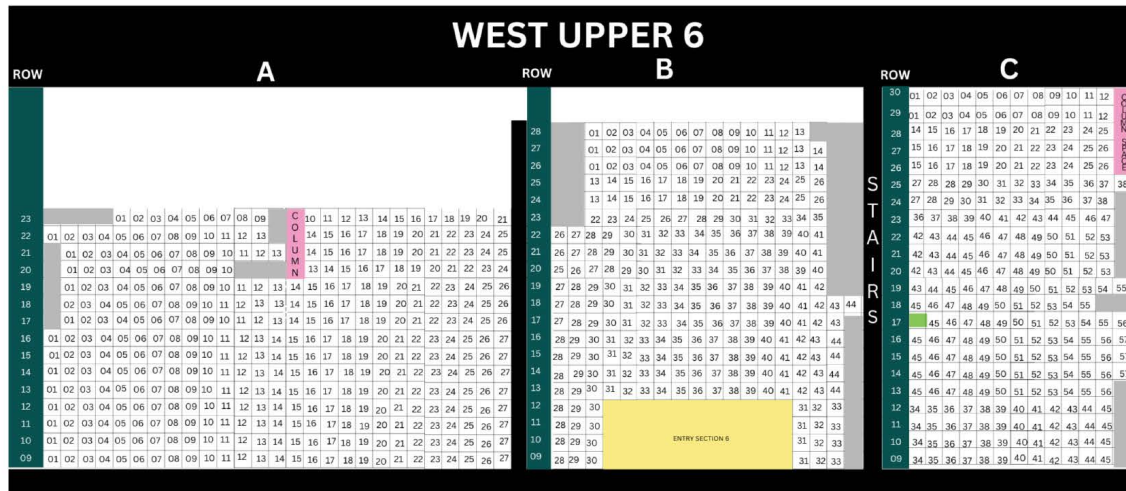 WEST UPPER 6
ROW A
ROW B
ROW C
23 01 02 03 04 05 06 07 08 09 10 11 12 13 14 15 16 17 18 19 20 21
22 01 02 03 04 05 06 07 08 09 10 11 12 13 14 15 16 17 18 19 20 21 22 23 24 25
21 01 02 03 04 05 06 07 08 09 10 11 12 13 14 15 16 17 18 19 20 21 22 23 24 25
20 01 02 03 04 05 06 07 08 09 10 13 14 15 16 17 18 19 20 21 22 23 24
19 01 02 03 04 05 06 07 08 09 10 11 12 13 14 15 16 17 18 19 20 21 22 23 24 25 26
18 02 03 04 05 06 07 08 09 10 11 12 13 13 14 15 16 17 18 19 20 21 22 23 24 25 26
17 02 03 04 05 06 07 08 09 10 11 12 13 14 14 15 16 17 18 19 20 21 22 23 24 25 26
16 01 02 03 04 05 06 07 08 09 10 11 12 13 14 15 16 17 18 19 20 21 22 23 24 25 26 27
15 01 02 03 04 05 06 07 08 09 10 11 12 13 14 15 16 17 18 19 20 21 22 23 24 25 26 27
14 01 02 03 04 05 06 07 08 09 10 11 12 13 14 15 16 17 18 19 20 21 22 23 24 25 26 27
13 01 02 03 04 05 06 07 08 09 10 11 12 13 14 15 16 17 18 19 20 21 22 23 24 25 26 27
12 01 02 03 04 05 06 07 08 09 10 11 12 13 14 15 16 17 18 19 20 21 22 23 24 25 26 27
11 01 02 03 04 05 06 07 08 09 10 11 12 13 14 15 16 17 18 19 20 21 22 23 24 25 26 27
10 01 02 03 04 05 06 07 08 09 10 11 12 13 14 15 16 17 18 19 20 21 22 23 24 25 26 27
09 01 02 03 04 05 06 07 08 09 10 11 12 13 14 15 16 17 18 19 20 21 22 23 24 25 26 27
COLUMN
28 01 02 03 04 05 06 07 08 09 10 11 12 13
27 01 02 03 04 05 06 07 08 09 10 11 12 13 14
26 01 02 03 04 05 06 07 08 09 10 11 12 13 14
25 13 14 15 16 17 18 19 20 21 22 23 24 25 26
24 13 14 15 16 17 18 19 20 21 22 23 24 25 26
23 22 23 24 25 26 27 28 29 30 31 32 33 34 35
22 26 27 28 29 30 31 32 33 34 35 36 37 38 39 40 41
21 26 27 28 29 30 31 32 33 34 35 36 37 38 39 40 41
20 25 26 27 28 29 30 31 32 33 34 35 36 37 38 39 40 41
19 27 28 29 30 31 32 33 34 35 36 37 38 39 40 41 42
18 27 28 29 30 31 32 33 34 35 36 37 38 39 40 41 42 43 44
17 27 28 29 30 31 32 33 34 35 36 37 38 39 40 41 42 43
16 28 29 30 31 32 33 34 35 36 37 38 39 40 41 42 43 44
15 28 29 30 31 32 33 34 35 36 37 38 39 40 41 42 43 44
14 28 29 30 31 32 33 34 35 36 37 38 39 40 41 42 43 44
13 28 29 30 31 32 33 34 35 36 37 38 39 40 41 42 43 44
12 28 29 30 31 32 33
11 28 29 30 31 32 33
10 28 29 30 31 32 33
09 28 29 30 31 32 33
ENTRY SECTION 6
STAIRS
30 01 02 03 04 05 06 07 08 09 10 11 12
29 01 02 03 04 05 06 07 08 09 10 11 12
28 14 15 16 17 18 19 20 21 22 23 24 25
27 15 16 17 18 19 20 21 22 23 24 25 26
26 15 16 17 18 19 20 21 22 23 24 25 26
25 27 28 29 30 31 32 33 34 35 36 37 38
24 27 28 29 30 31 32 33 34 35 36 37 38
23 36 37 38 39 40 41 42 43 44 45 46 47
22 42 43 44 45 46 47 48 49 50 51 52 53
21 42 43 44 45 46 47 48 49 50 51 52 53
20 42 43 44 45 46 47 48 49 50 51 52 53
19 43 44 45 46 47 48 49 50 51 52 53 54 55
18 45 46 47 48 49 50 51 52 53 54 55
17 45 46 47 48 49 50 51 52 53 54 55 56
16 45 46 47 48 49 50 51 52 53 54 55 56 57
15 45 46 47 48 49 50 51 52 53 54 55 56 57
14 45 46 47 48 49 50 51 52 53 54 55 56 57
13 45 46 47 48 49 50 51 52 53 54 55 56
12 34 35 36 37 38 39 40 41 42 43 44 45
11 34 35 36 37 38 39 40 41 42 43 44 45
10 34 35 36 37 38 39 40 41 42 43 44 45
09 34 35 36 37 38 39 40 41 42 43 44 45
COLUMN SPACE